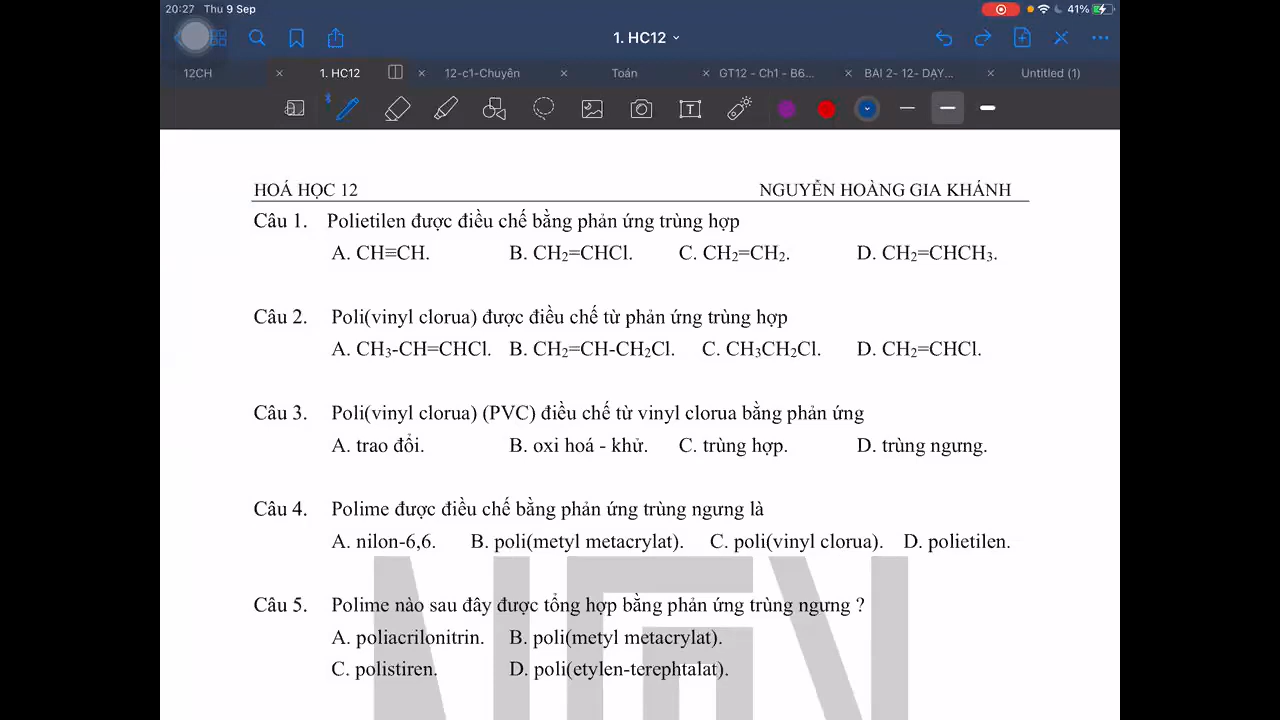 20:27 Thu 9 Sep 41%
1. HC12
12CH 1. HC12 12-c1-Chuyên Toán GT12 - Ch1 - B6... BÀI 2- 12- DẠY... Untitled (1)
HOÁ HỌC 12 NGUYỄN HOÀNG GIA KHÁNH
Câu 1. Polietilen được điều chế bằng phản ứng trùng hợp
A. CH≡CH. B. CH₂=CHCl. C. CH₂=CH₂. D. CH₂=CHCH₃.
Câu 2. Poli(vinyl clorua) được điều chế từ phản ứng trùng hợp
A. CH₃-CH=CHCl. B. CH₂=CH-CH₂Cl. C. CH₃CH₂Cl. D. CH₂=CHCl.
Câu 3. Poli(vinyl clorua) (PVC) điều chế từ vinyl clorua bằng phản ứng
A. trao đổi. B. oxi hoá - khử. C. trùng hợp. D. trùng ngưng.
Câu 4. Polime được điều chế bằng phản ứng trùng ngưng là
A. nilon-6,6. B. poli(metyl metacrylat). C. poli(vinyl clorua). D. polietilen.
Câu 5. Polime nào sau đây được tổng hợp bằng phản ứng trùng ngưng ?
A. poliacrilonitrin. B. poli(metyl metacrylat).
C. polistiren. D. poli(etylen-terephtalat).